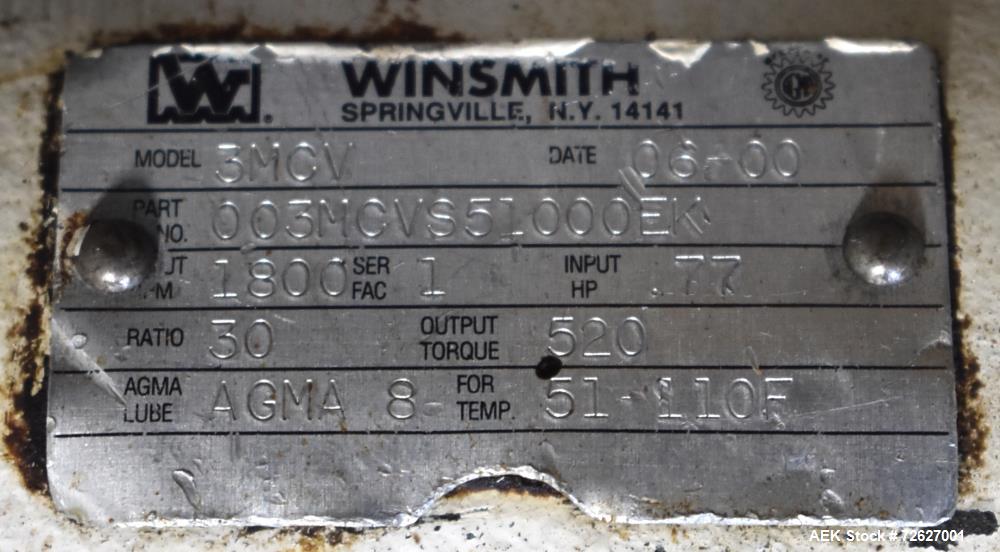 W.
WINSMITH
SPRINGVILLE, N.Y. 14141
MODEL 3MCV DATE 06-00
PART NO. 003MCVS51000EK
1800 SER FAC 1 INPUT HP .77
RATIO 30 OUTPUT TORQUE 520
AGMA LUBE AGMA 8 FOR TEMP. 51-110F
AEK Stock # 72627001